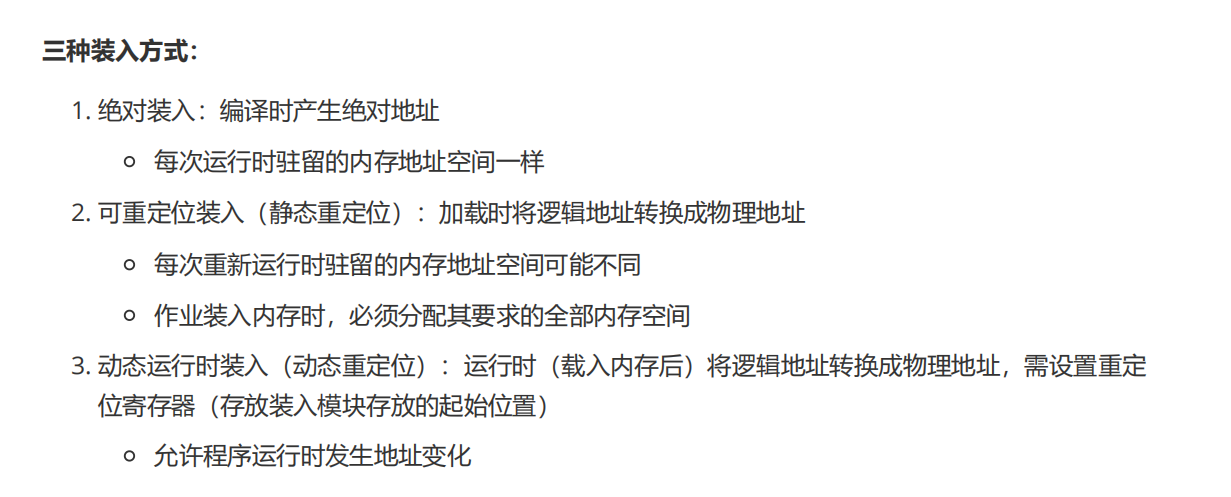 三种装入方式：
1. 绝对装入：编译时产生绝对地址
每次运行时驻留的内存地址空间一样
2. 可重定位装入（静态重定位）：加载时将逻辑地址转换成物理地址
每次重新运行时驻留的内存地址空间可能不同
作业装入内存时，必须分配其要求的全部内存空间
3. 动态运行时装入（动态重定位）：运行时（载入内存后）将逻辑地址转换成物理地址，需设置重定
位寄存器（存放装入模块存放的起始位置）
允许程序运行时发生地址变化